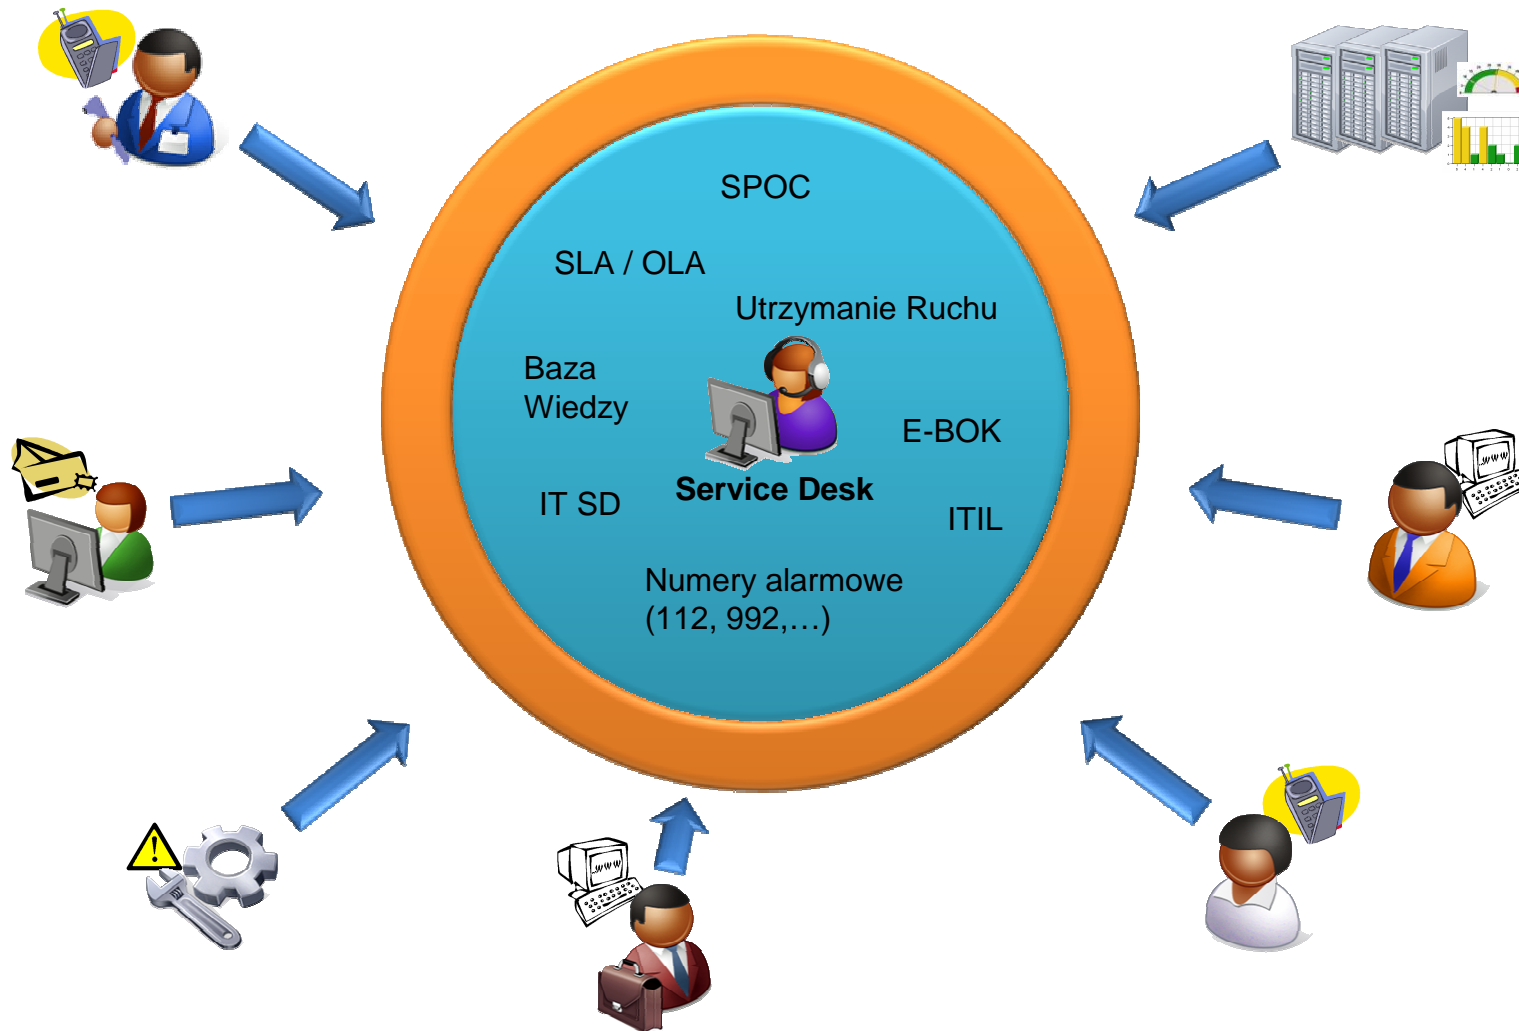 SPOC
SLA / OLA
Utrzymanie Ruchu
Baza
Wiedzy
E-BOK
Service Desk
IT SD
ITIL
Numery alarmowe
(112, 992,…)